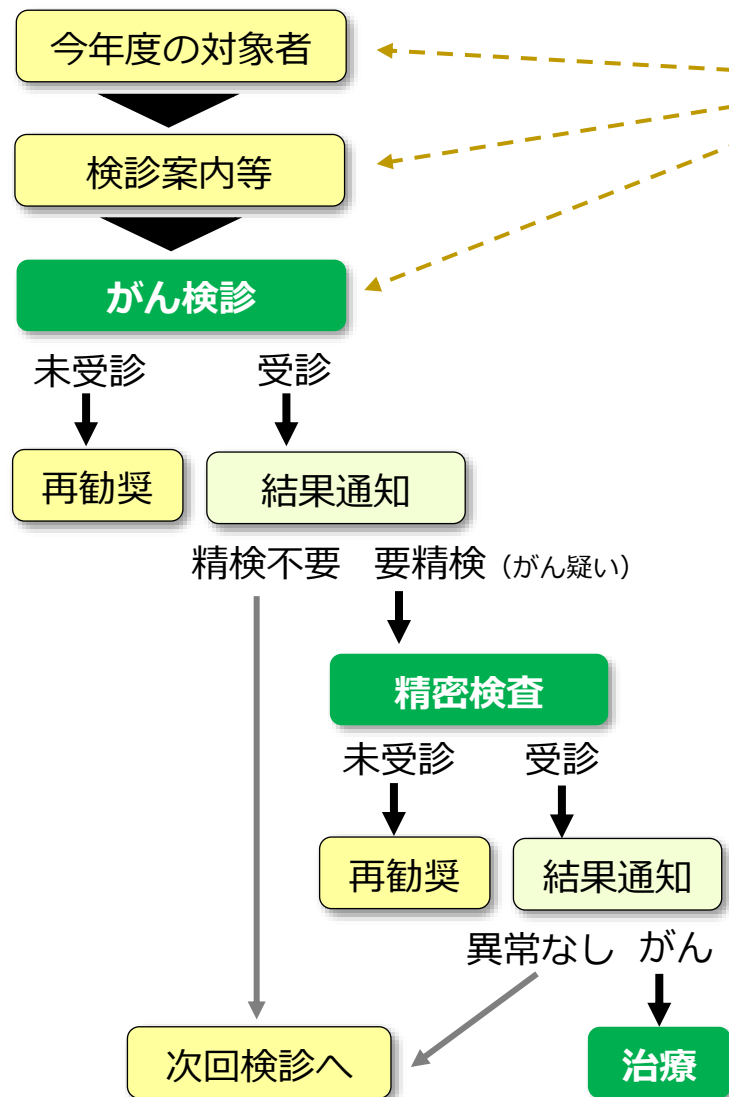 今年度の対象者
検診案内等
がん検診
未受診 受診
再勧奨 結果通知
精検不要 要精検（がん疑い）
精密検査
未受診 受診
再勧奨 結果通知
異常なし がん
次回検診へ 治療